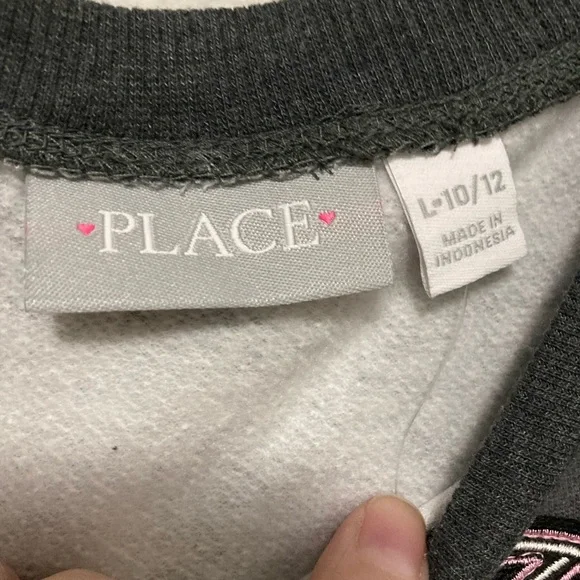 PLACE
L-10/12
MADE IN
INDONESIA